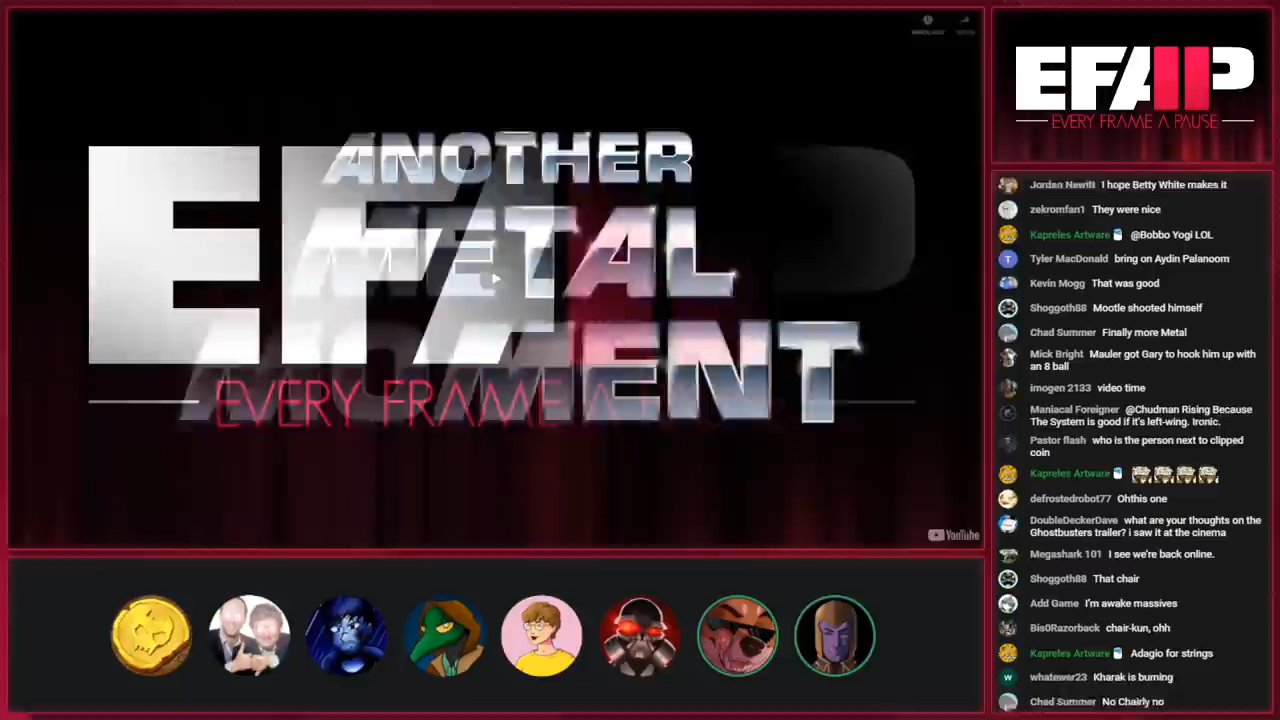 ANOTHER
METAL
MOMENT
EFAP
EVERY FRAME A
YouTube
EFAP
EVERY FRAME A PAUSE
Jordan Newitt I hope Betty White makes it
zekromfan1 They were nice
Kapreles Artware @Bobbo Yogi LOL
T
Tyler MacDonald bring on Aydin Palanoom
Kevin Mogg That was good
Shoggoth88 Mootle shooted himself
Chad Summer Finally more Metal
Mick Bright Mauler got Gary to hook him up with
an 8 ball
imogen 2133 video time
Maniacal Foreigner @Chudman Rising Because
The System is good if it's left-wing. Ironic.
Pastor flash who is the person next to clipped
coin
Kapreles Artware
defrostedrobot77 Ohthis one
DoubleDeckerDave what are your thoughts on the
Ghostbusters trailer? i saw it at the cinema
Megashark 101 I see we're back online.
Shoggoth88 That chair
Add Game I'm awake massives
Bis0Razorback chair-kun, ohh
Kapreles Artware Adagio for strings
W
whatewer23 Kharak is burning
Chad Summer No Chairly no